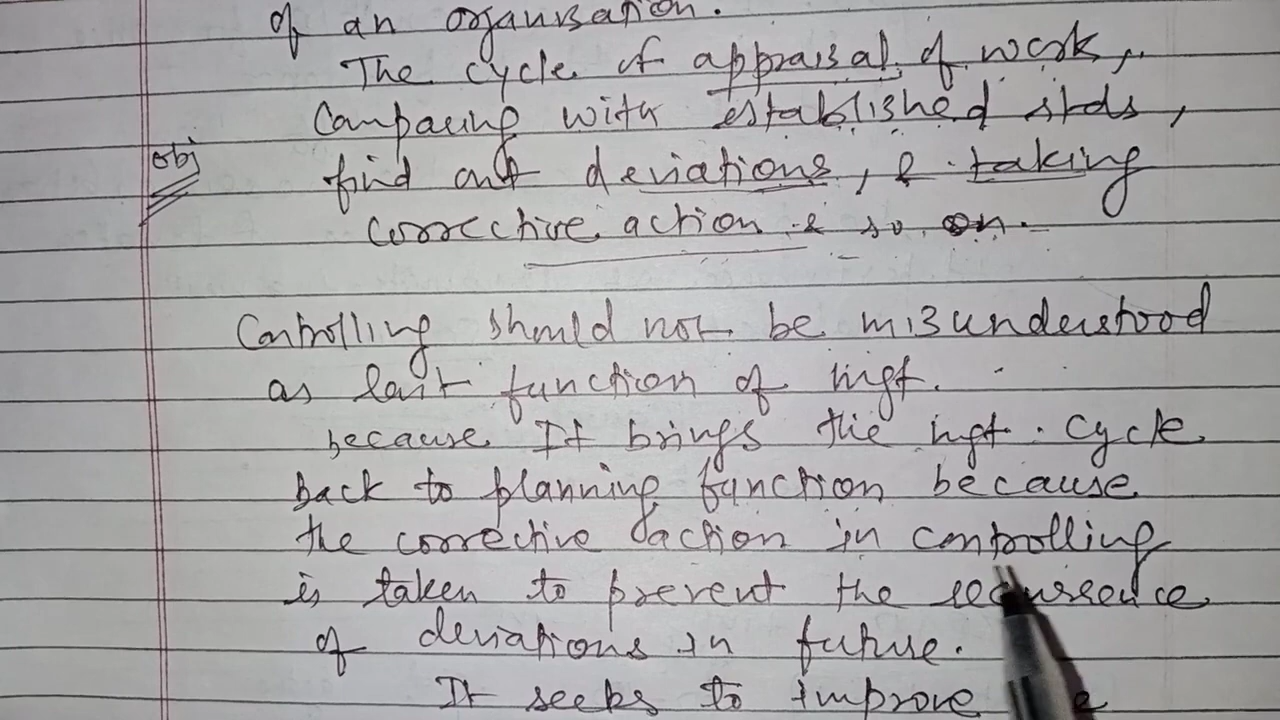 of an organisation.
The cycle of appraisal of work,
Comparing with established stds,
obj
find out deviations, & taking
corrective action & so on.
Controlling should not be misunderstood
as last function of mgt.
because It brings the mgt. cycle
back to planning function because
the corrective action in controlling
is taken to prevent the recurrence
of deviations in future.
It seeks to improve